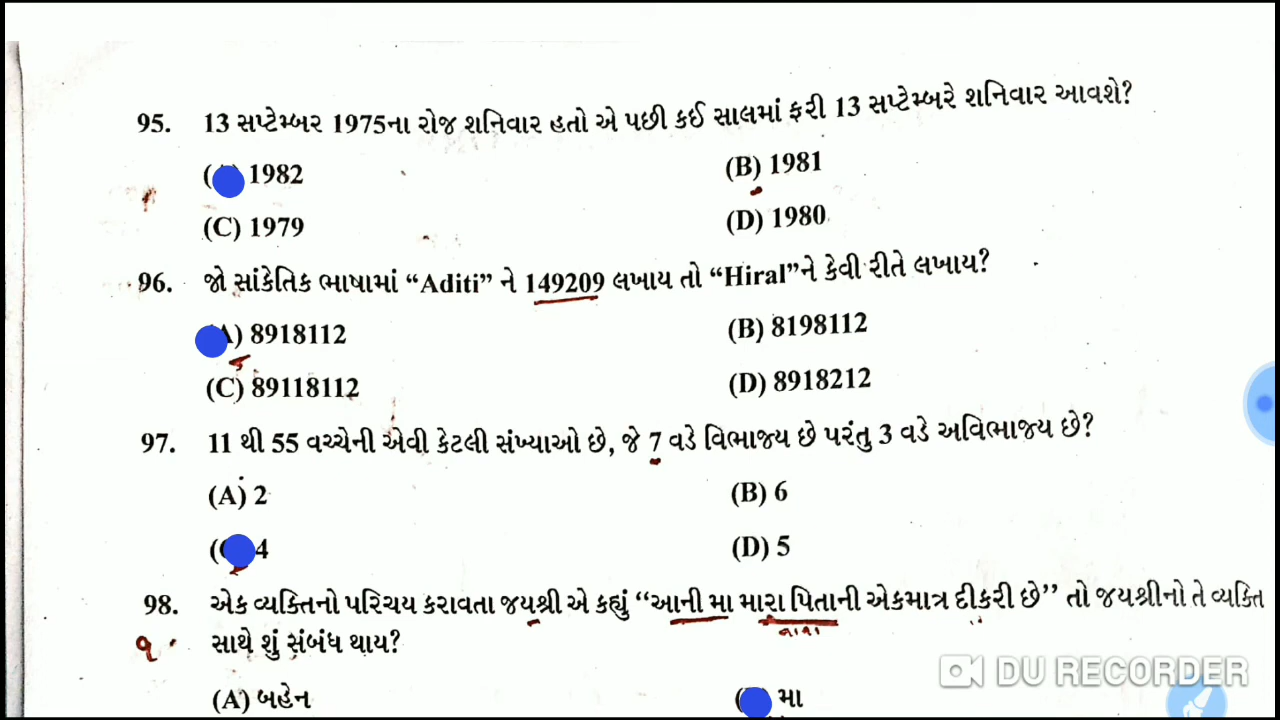 95. 13 સપ્ટેમ્બર 1975ના રોજ શનિવાર હતો એ પછી કઈ સાલમાં ફરી 13 સપ્ટેમ્બરે શનિવાર આવશે?
1982
(B) 1981
(C) 1979
(D) 1980
96. જો સાંકેતિક ભાષામાં “Aditi” ને 149209 લખાય તો “Hiral”ને કેવી રીતે લખાય?
A) 8918112
(B) 8198112
(C) 89118112
(D) 8918212
97. 11 થી 55 વચ્ચેની એવી કેટલી સંખ્યાઓ છે, જે 7 વડે વિભાજ્ય છે પરંતુ 3 વડે અવિભાજ્ય છે?
(A) 2
(B) 6
4
(D) 5
98. એક વ્યક્તિનો પરિચય કરાવતા જયશ્રી એ કહ્યું “આની મા મારા પિતાની એકમાત્ર દીકરી છે” તો જયશ્રીનો તે વ્યક્તિ
સાથે શું સંબંધ થાય?
(A) બહેન
મા
DU RECORDER